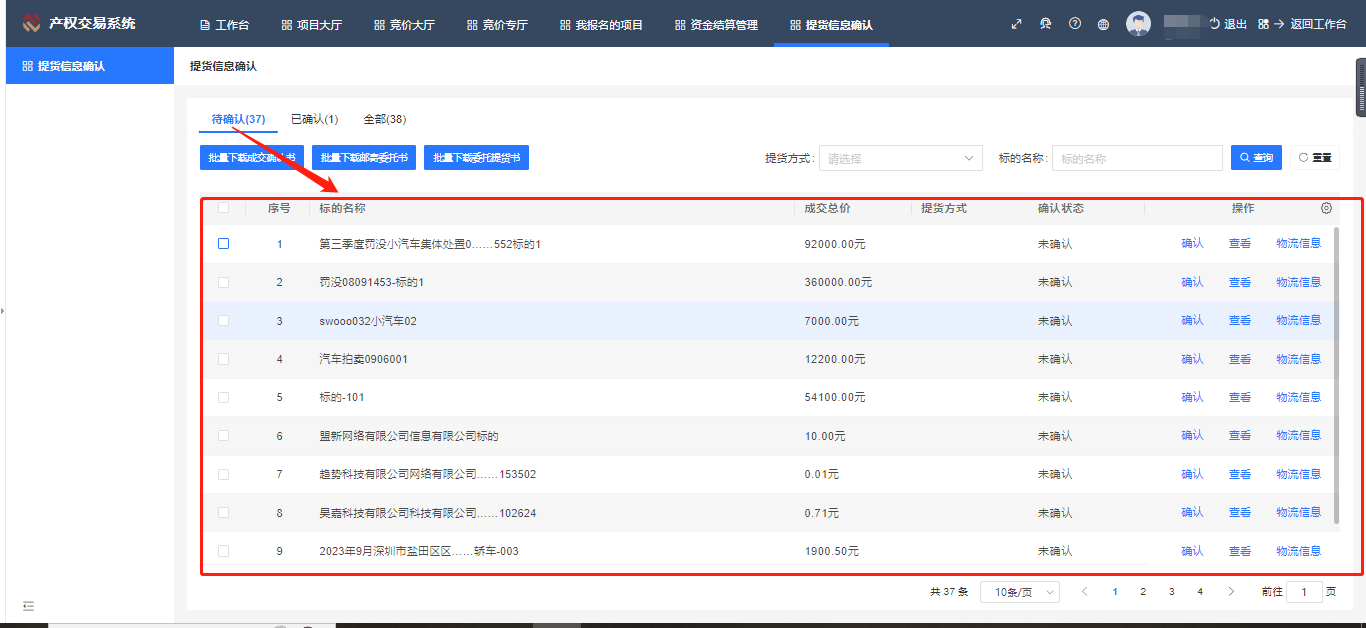 产权交易系统 工作台 项目大厅 竞价大厅 竞价专厅 我报名的项目 资金结算管理 提货信息确认 退出 返回工作台
提货信息确认 提货信息确认
待确认(37) 已确认(1) 全部(38)
批量下载成交确认书 批量下载邮寄委托书 批量下载委托提货书 提货方式: 请选择 标的名称: 标的名称 查询 重置
序号 标的名称 成交总价 提货方式 确认状态 操作
1 第三季度罚没小汽车集体处置0……552标的1 92000.00元 未确认 确认 查看 物流信息
2 罚没08091453-标的1 360000.00元 未确认 确认 查看 物流信息
3 swooo032小汽车02 7000.00元 未确认 确认 查看 物流信息
4 汽车拍卖0906001 12200.00元 未确认 确认 查看 物流信息
5 标的-101 54100.00元 未确认 确认 查看 物流信息
6 盟新网络有限公司信息有限公司标的 10.00元 未确认 确认 查看 物流信息
7 趋势科技有限公司网络有限公司……153502 0.01元 未确认 确认 查看 物流信息
8 昊嘉科技有限公司科技有限公司……102624 0.71元 未确认 确认 查看 物流信息
9 2023年9月深圳市盐田区区……轿车-003 1900.50元 未确认 确认 查看 物流信息
共 37 条 10条/页 1 2 3 4 前往 1 页